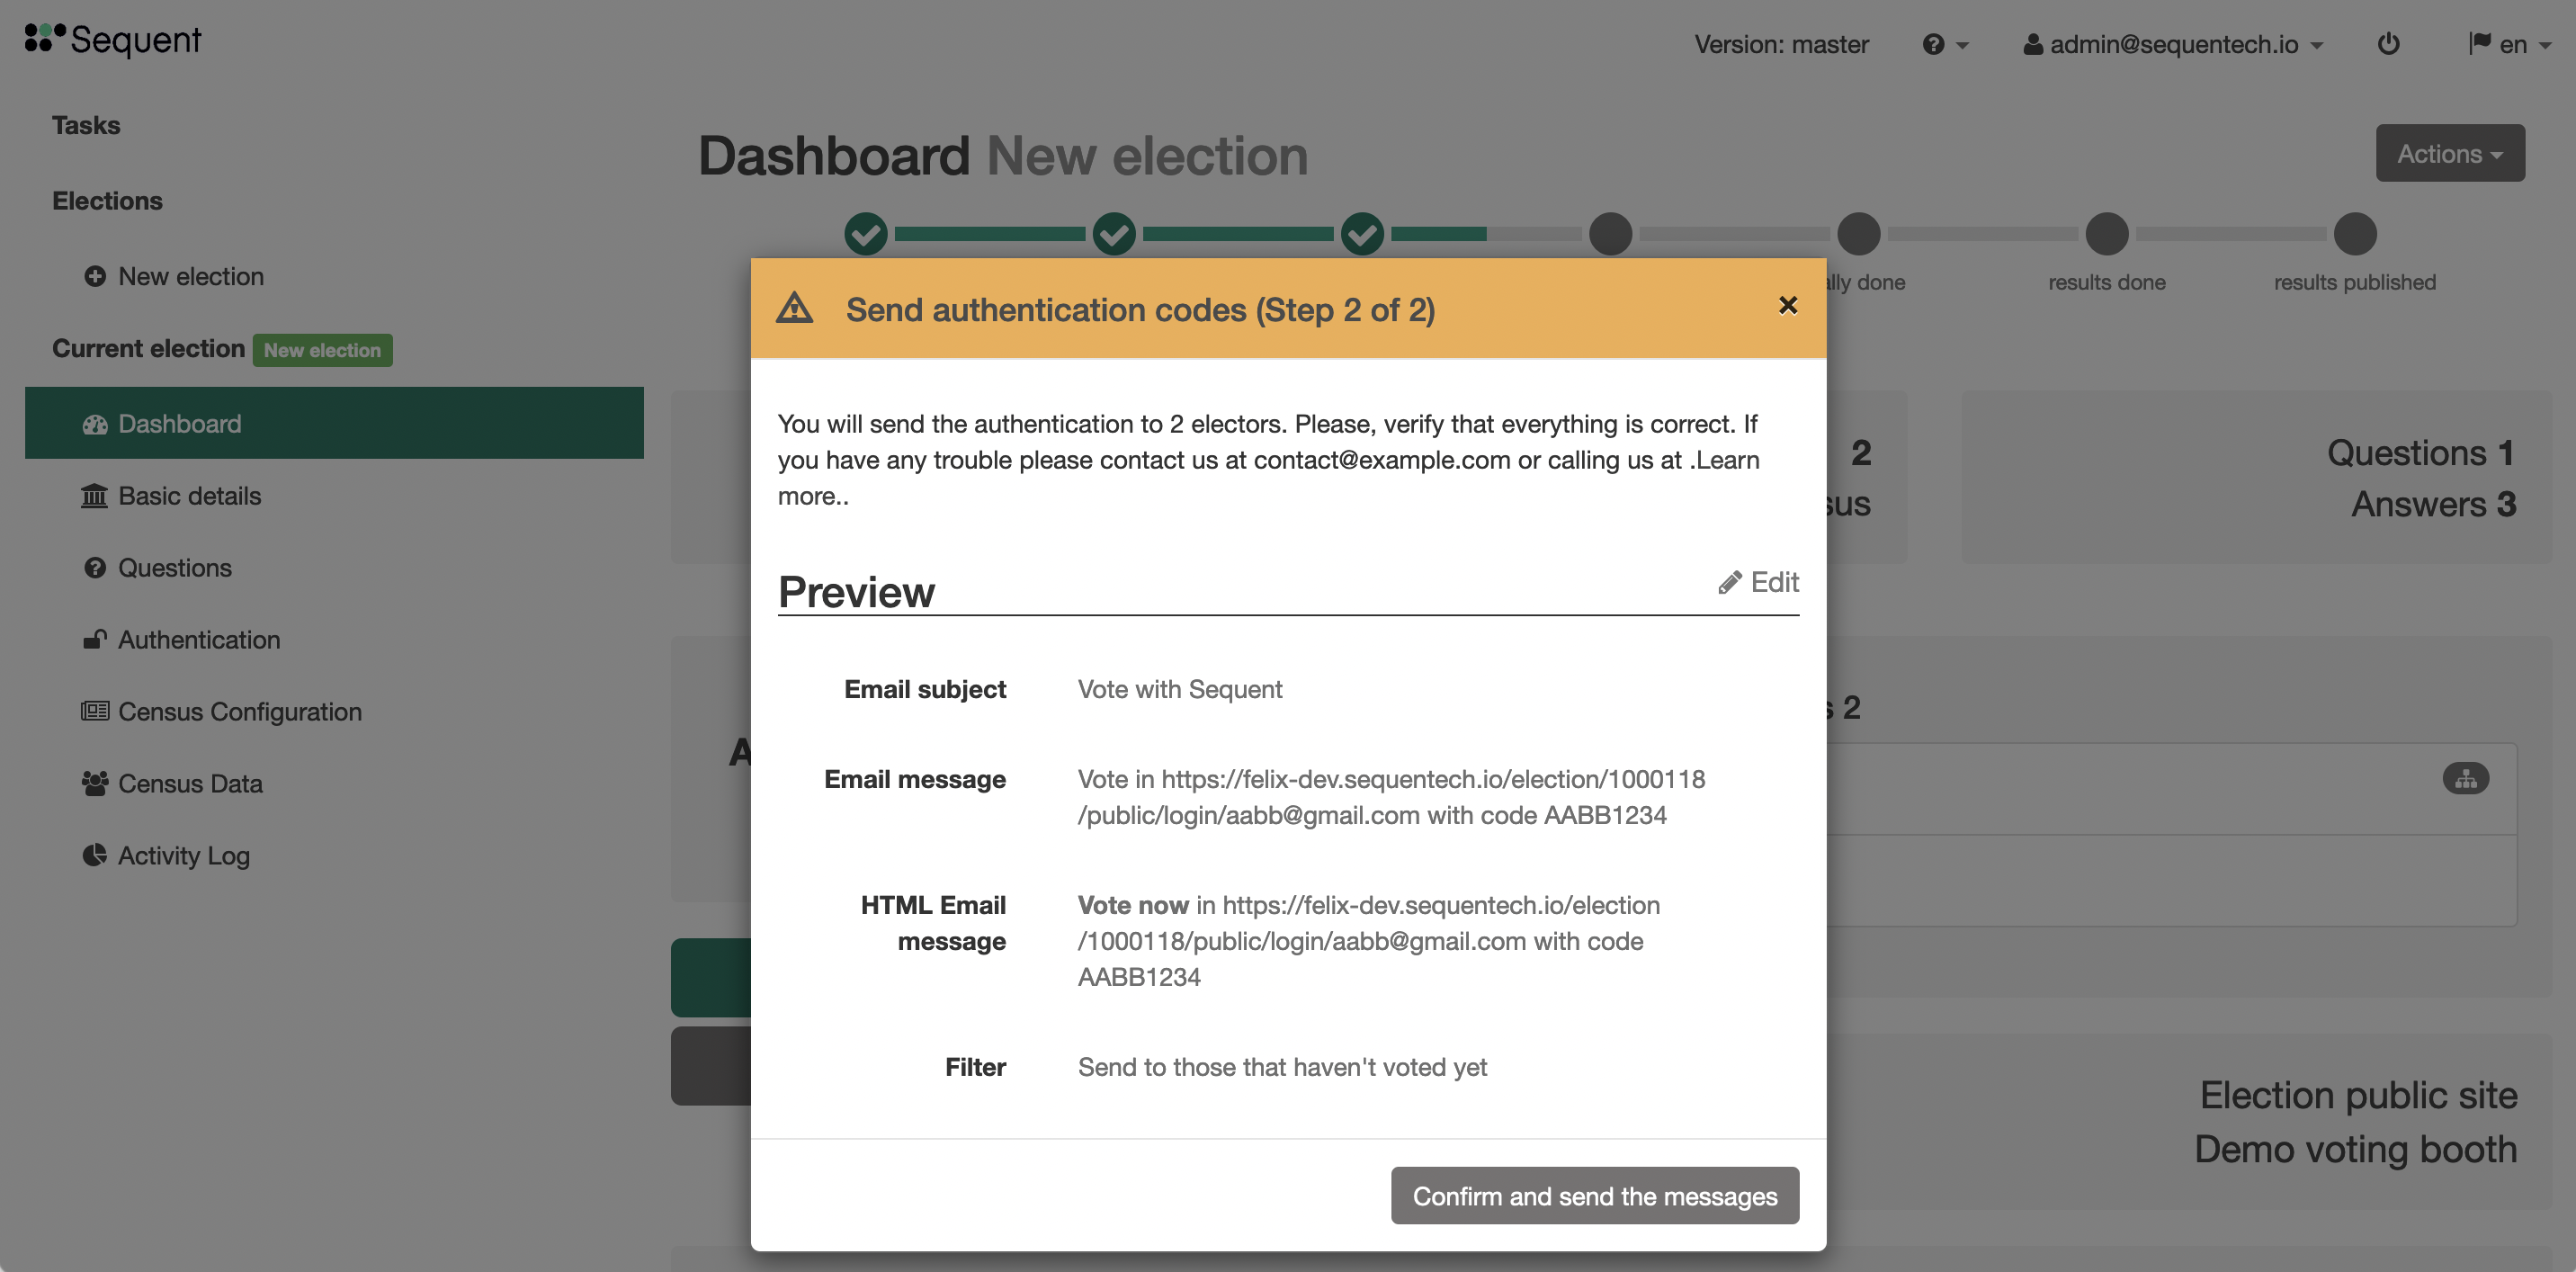 Sequent
Version: master
admin@sequentech.io
en
Tasks
Elections
New election
Current election New election
Dashboard
Basic details
Questions
Authentication
Census Configuration
Census Data
Activity Log
Dashboard New election
Actions
ally done
results done
results published
Send authentication codes (Step 2 of 2)
You will send the authentication to 2 electors. Please, verify that everything is correct. If
you have any trouble please contact us at contact@example.com or calling us at .Learn
more..
Preview
Edit
Email subject
Vote with Sequent
Email message
Vote in https://felix-dev.sequentech.io/election/1000118
/public/login/aabb@gmail.com with code AABB1234
HTML Email
message
Vote now in https://felix-dev.sequentech.io/election
/1000118/public/login/aabb@gmail.com with code
AABB1234
Filter
Send to those that haven't voted yet
Confirm and send the messages
2
sus
Questions 1
Answers 3
A
s 2
Election public site
Demo voting booth